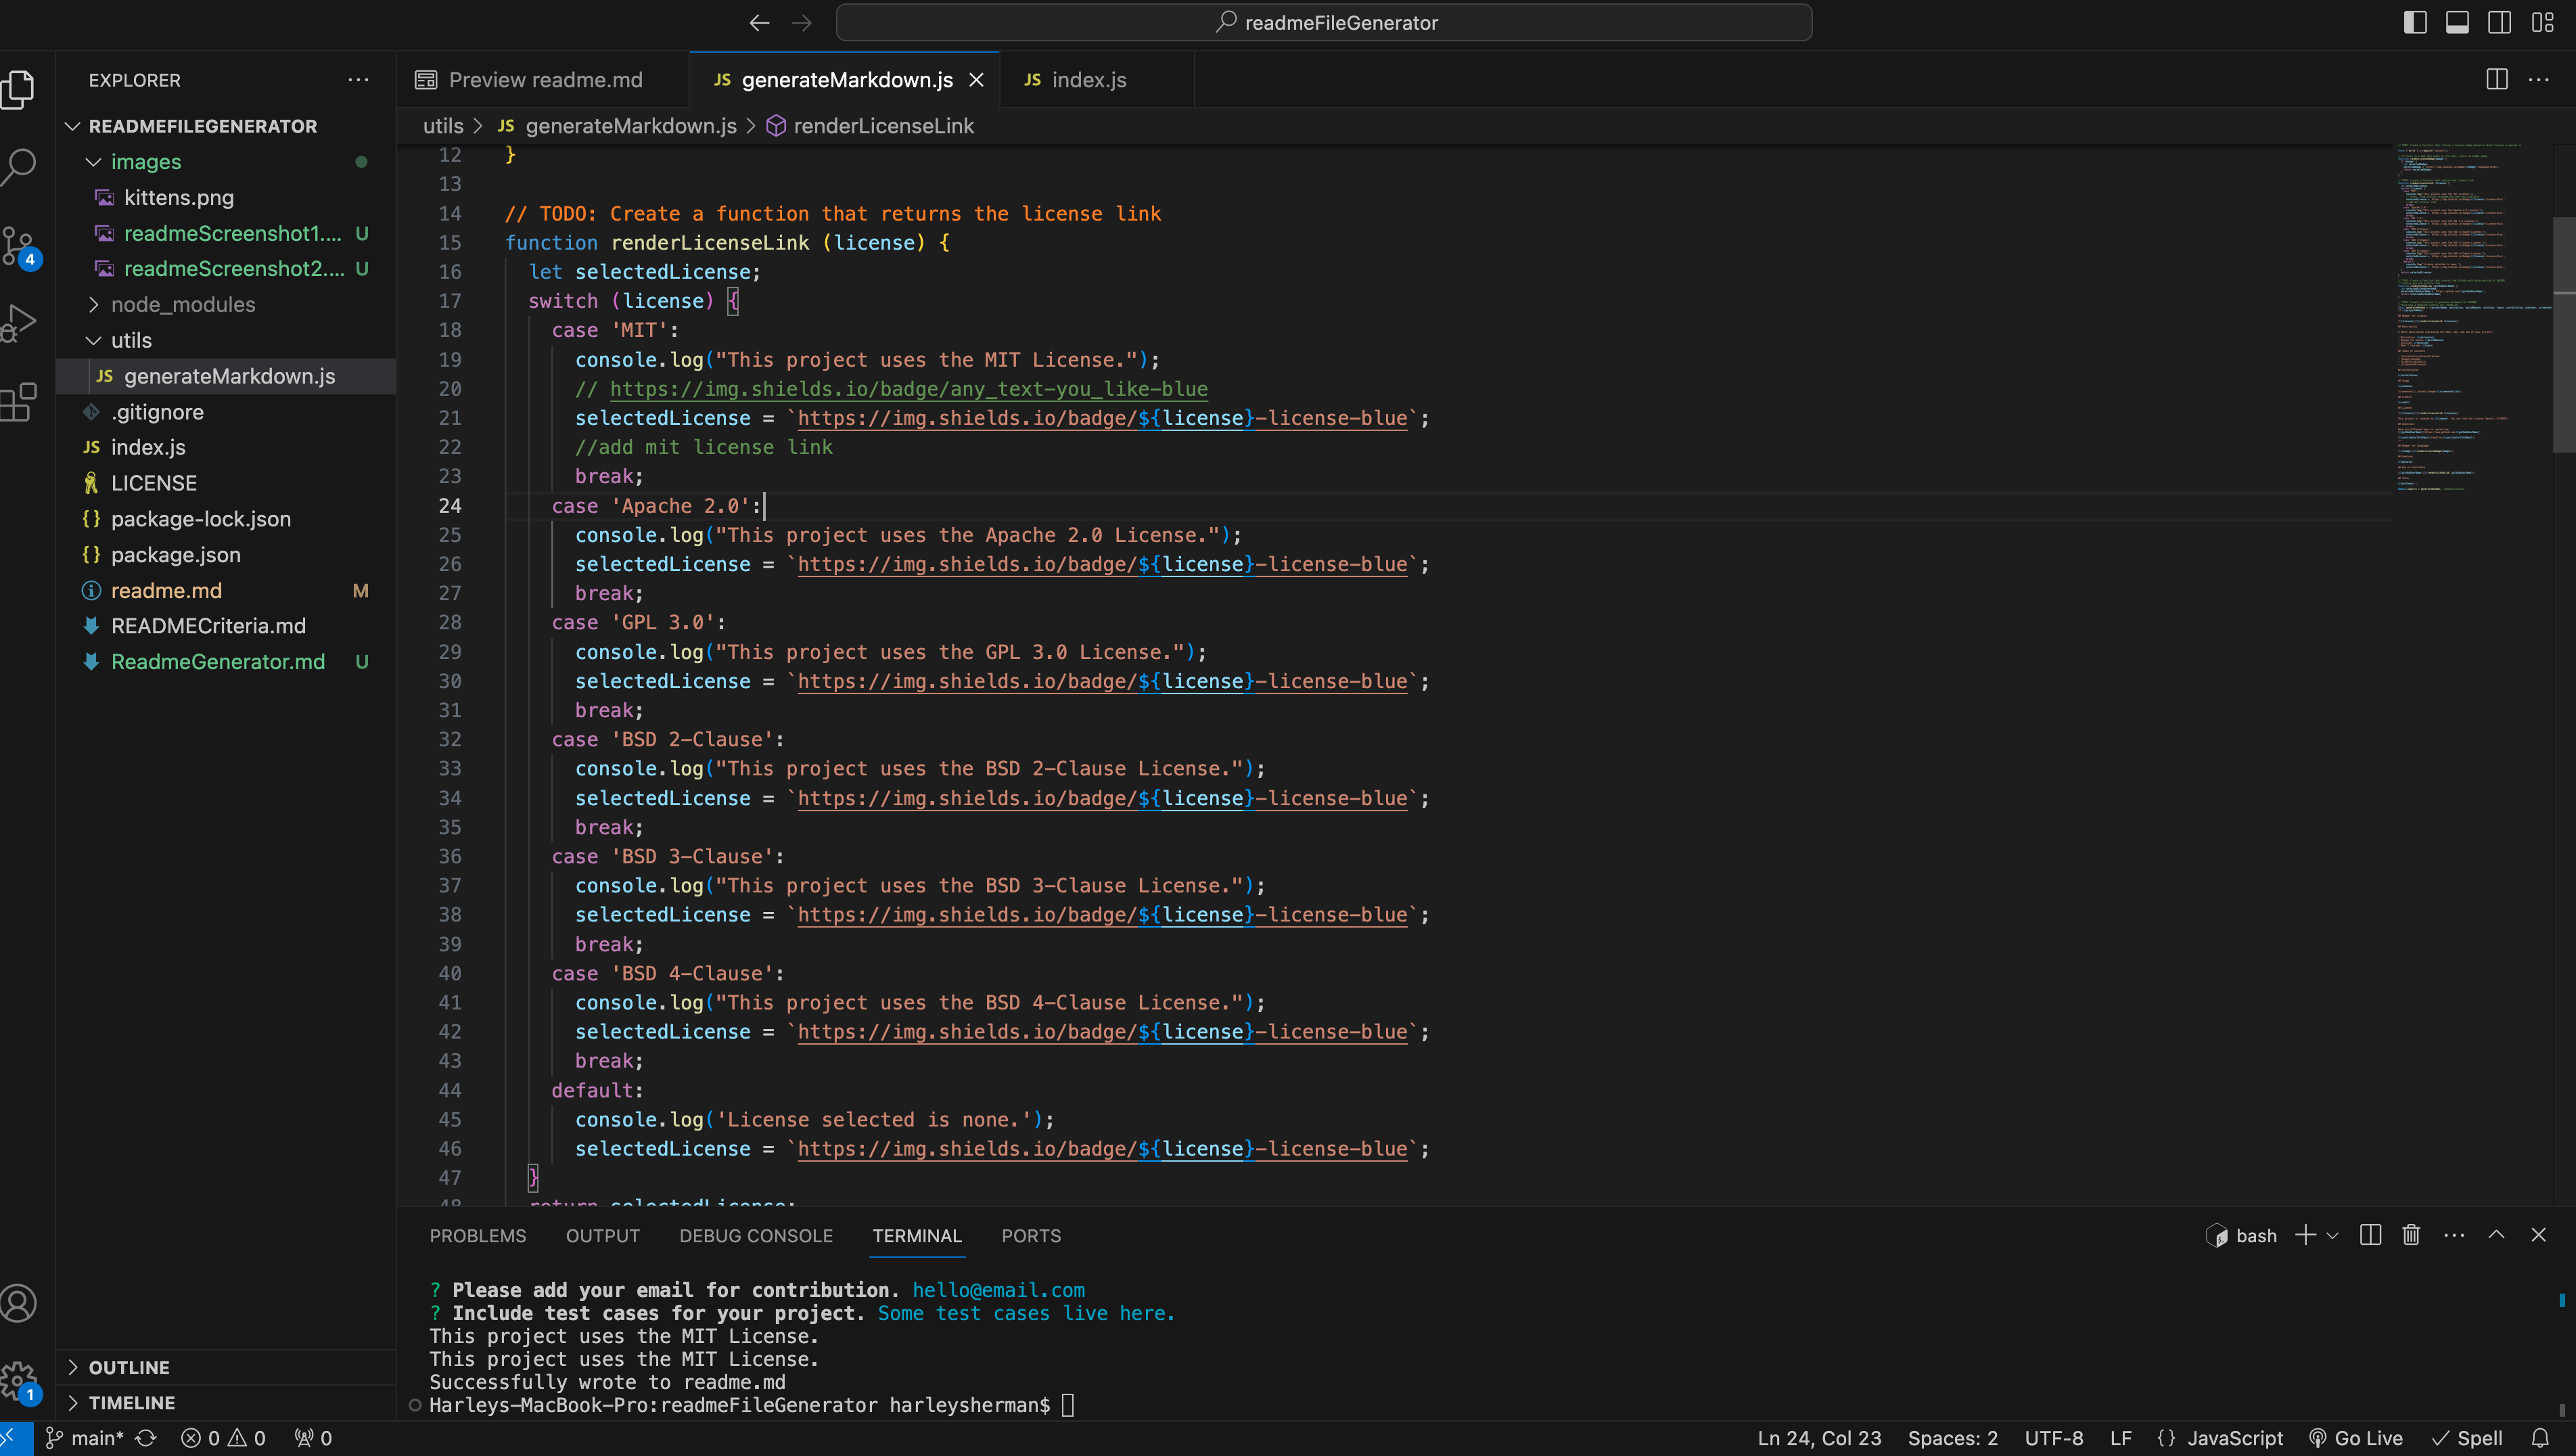 readmeFileGenerator
EXPLORER
Preview readme.md
JS generateMarkdown.js
JS index.js
READMEFILEGENERATOR
images
kittens.png
readmeScreenshot1.... U
readmeScreenshot2.... U
node_modules
utils
JS generateMarkdown.js
.gitignore
JS index.js
LICENSE
{} package-lock.json
{} package.json
readme.md M
READMECriteria.md
ReadmeGenerator.md U
OUTLINE
TIMELINE
4
1
utils > JS generateMarkdown.js > renderLicenseLink
12 }
13
14 // TODO: Create a function that returns the license link
15 function renderLicenseLink (license) {
16 let selectedLicense;
17 switch (license) {
18 case 'MIT':
19 console.log("This project uses the MIT License.");
20 // https://img.shields.io/badge/any_text-you_like-blue
21 selectedLicense = `https://img.shields.io/badge/${license}-license-blue`;
22 //add mit license link
23 break;
24 case 'Apache 2.0':
25 console.log("This project uses the Apache 2.0 License.");
26 selectedLicense = `https://img.shields.io/badge/${license}-license-blue`;
27 break;
28 case 'GPL 3.0':
29 console.log("This project uses the GPL 3.0 License.");
30 selectedLicense = `https://img.shields.io/badge/${license}-license-blue`;
31 break;
32 case 'BSD 2-Clause':
33 console.log("This project uses the BSD 2-Clause License.");
34 selectedLicense = `https://img.shields.io/badge/${license}-license-blue`;
35 break;
36 case 'BSD 3-Clause':
37 console.log("This project uses the BSD 3-Clause License.");
38 selectedLicense = `https://img.shields.io/badge/${license}-license-blue`;
39 break;
40 case 'BSD 4-Clause':
41 console.log("This project uses the BSD 4-Clause License.");
42 selectedLicense = `https://img.shields.io/badge/${license}-license-blue`;
43 break;
44 default:
45 console.log('License selected is none.');
46 selectedLicense = `https://img.shields.io/badge/${license}-license-blue`;
47 }
48 return selectedLicense;
PROBLEMS OUTPUT DEBUG CONSOLE TERMINAL PORTS
bash
? Please add your email for contribution. hello@email.com
? Include test cases for your project. Some test cases live here.
This project uses the MIT License.
This project uses the MIT License.
Successfully wrote to readme.md
Harleys-MacBook-Pro:readmeFileGenerator harleysherman$
main* 0 0 0
Ln 24, Col 23 Spaces: 2 UTF-8 LF {} JavaScript Go Live Spell